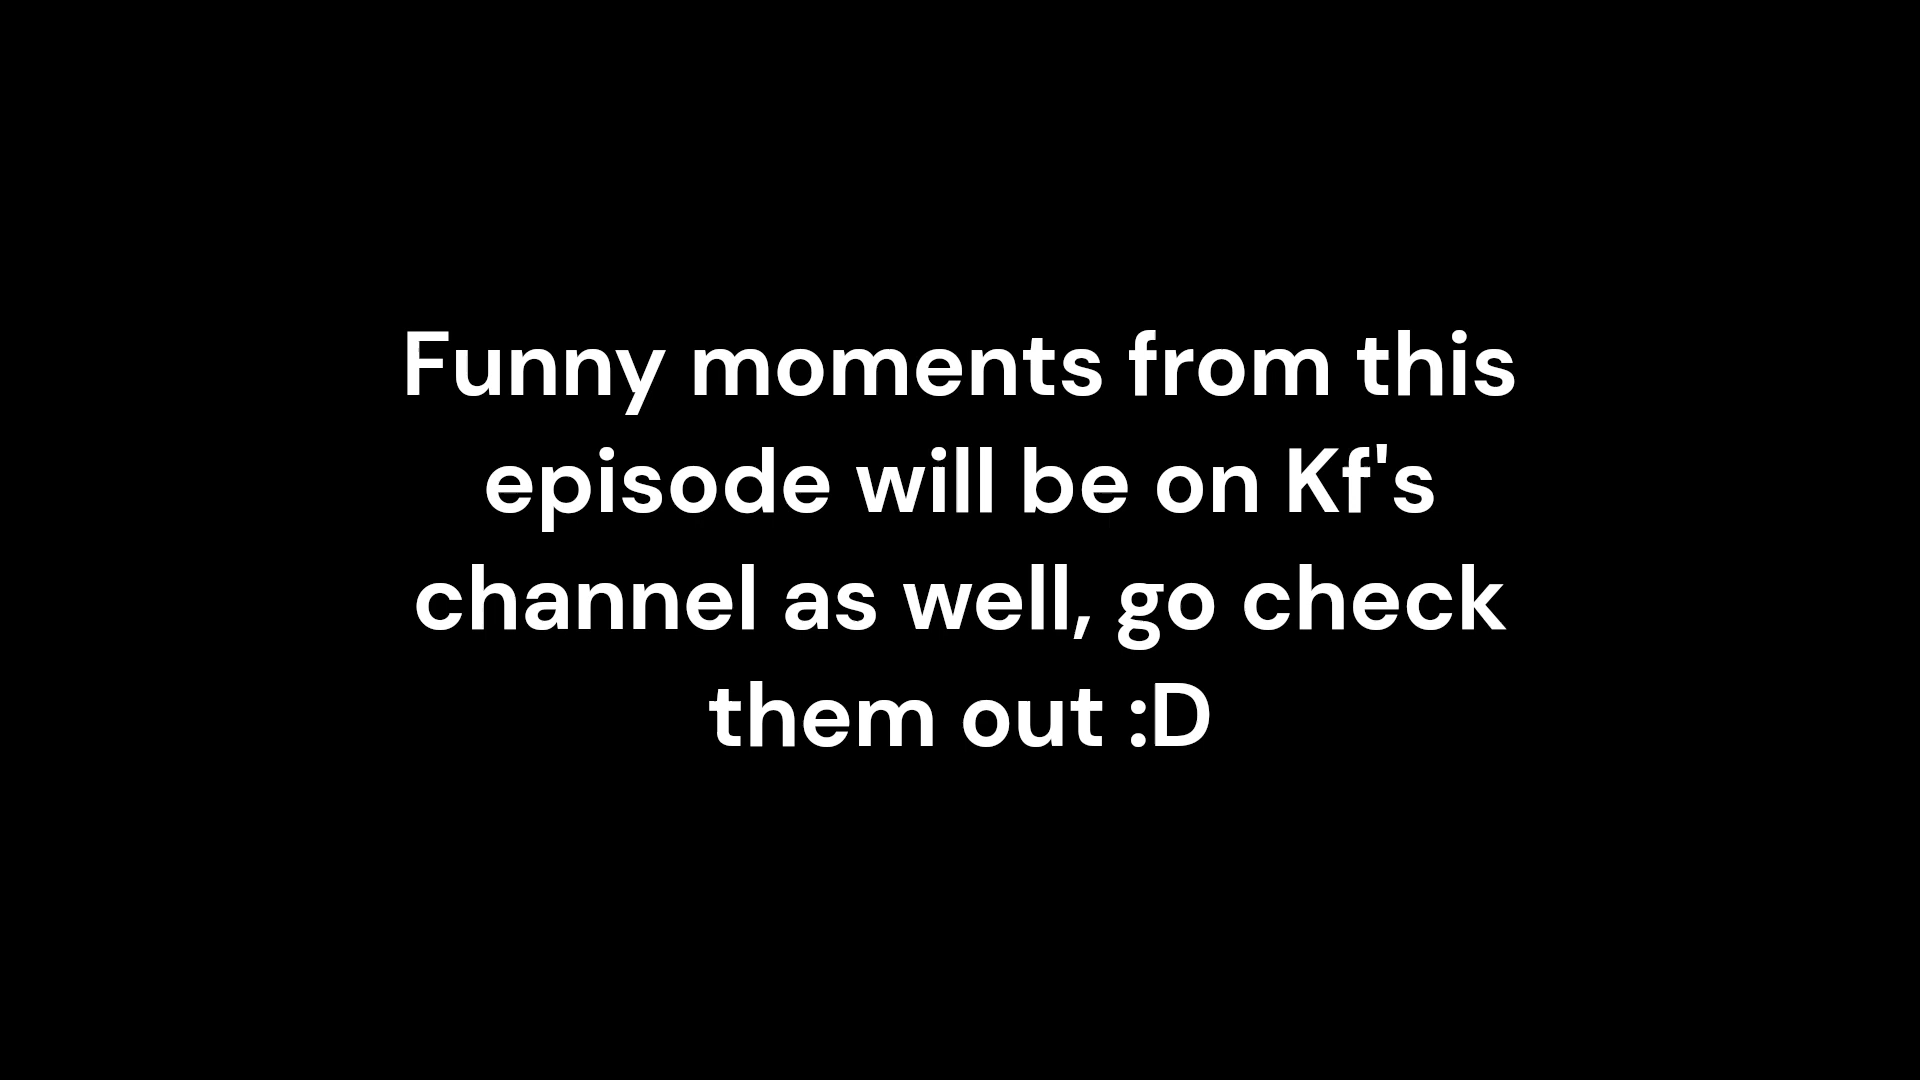 Funny moments from this
episode will be on Kf's
channel as well, go check
them out :D